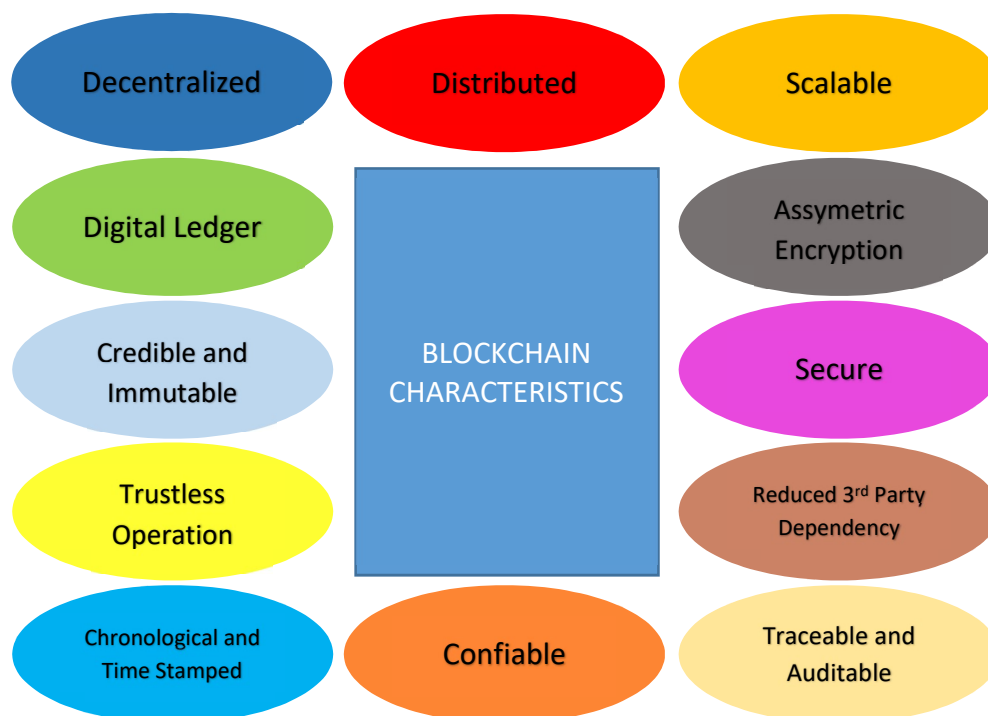 Decentralized
Distributed
Scalable
Digital Ledger
Assymetric
Encryption
Credible and
Immutable
BLOCKCHAIN
CHARACTERISTICS
Secure
Trustless
Operation
Reduced 3rd Party
Dependency
Chronological and
Time Stamped
Confiable
Traceable and
Auditable